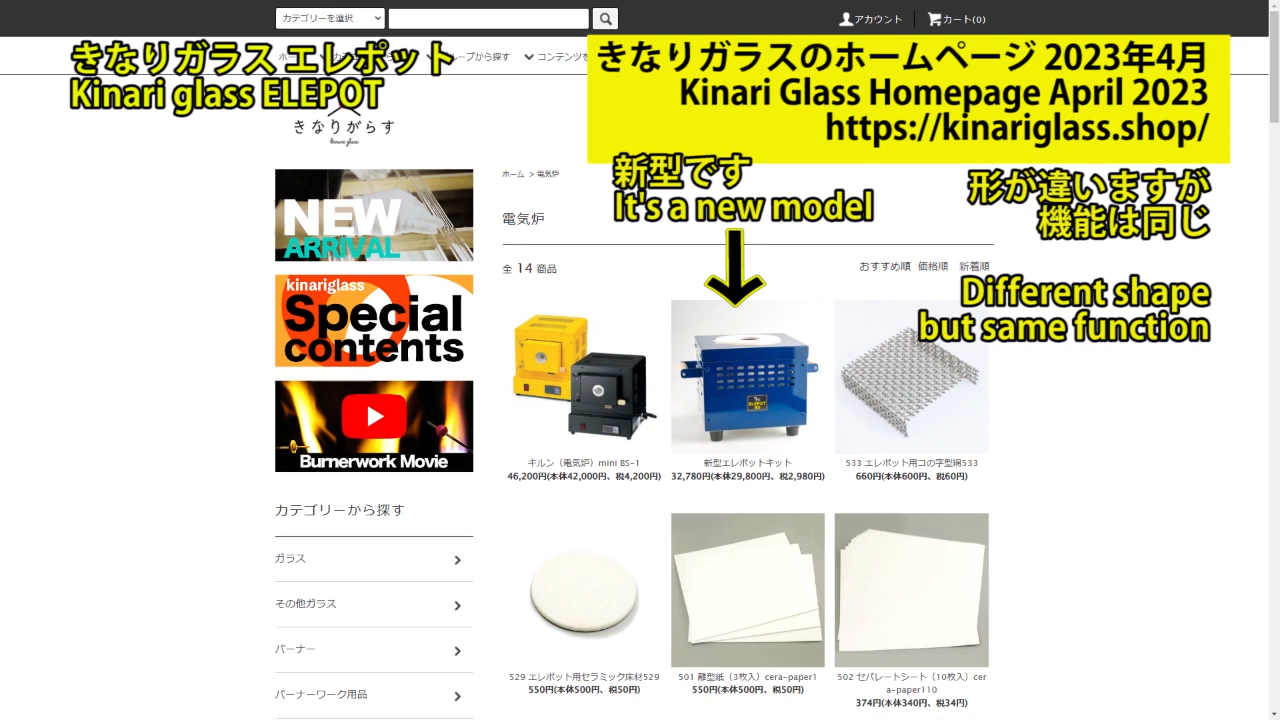 カテゴリーを選択
アカウント
カート(0)
きなりガラス エレポット
Kinari glass ELEPOT
ホーム
ループから探す
コンテンツを
きなりガラスのホームページ 2023年4月
Kinari Glass Homepage April 2023
https://kinariglass.shop/
きなりがらす
kinari glass
新型です
It's a new model
形が違いますが
機能は同じ
Different shape
but same function
NEW
ARRIVAL
kinariglass
Special
contents
Burnerwork Movie
カテゴリーから探す
ガラス
その他ガラス
バーナー
バーナーワーク用品
ホーム > 電気炉
電気炉
全 14 商品
おすすめ順 価格順 新着順
キルン（電気炉）mini BS-1
46,200円(本体42,000円、税4,200円)
ELEPOT
新型エレポットキット
32,780円(本体29,800円、税2,980円)
533 エレポット用コの字型網533
660円(本体600円、税60円)
529 エレポット用セラミック床材529
550円(本体500円、税50円)
501 離型紙（3枚入）cera-paper1
550円(本体500円、税50円)
502 セパレートシート（10枚入）cer
a-paper110
374円(本体340円、税34円)